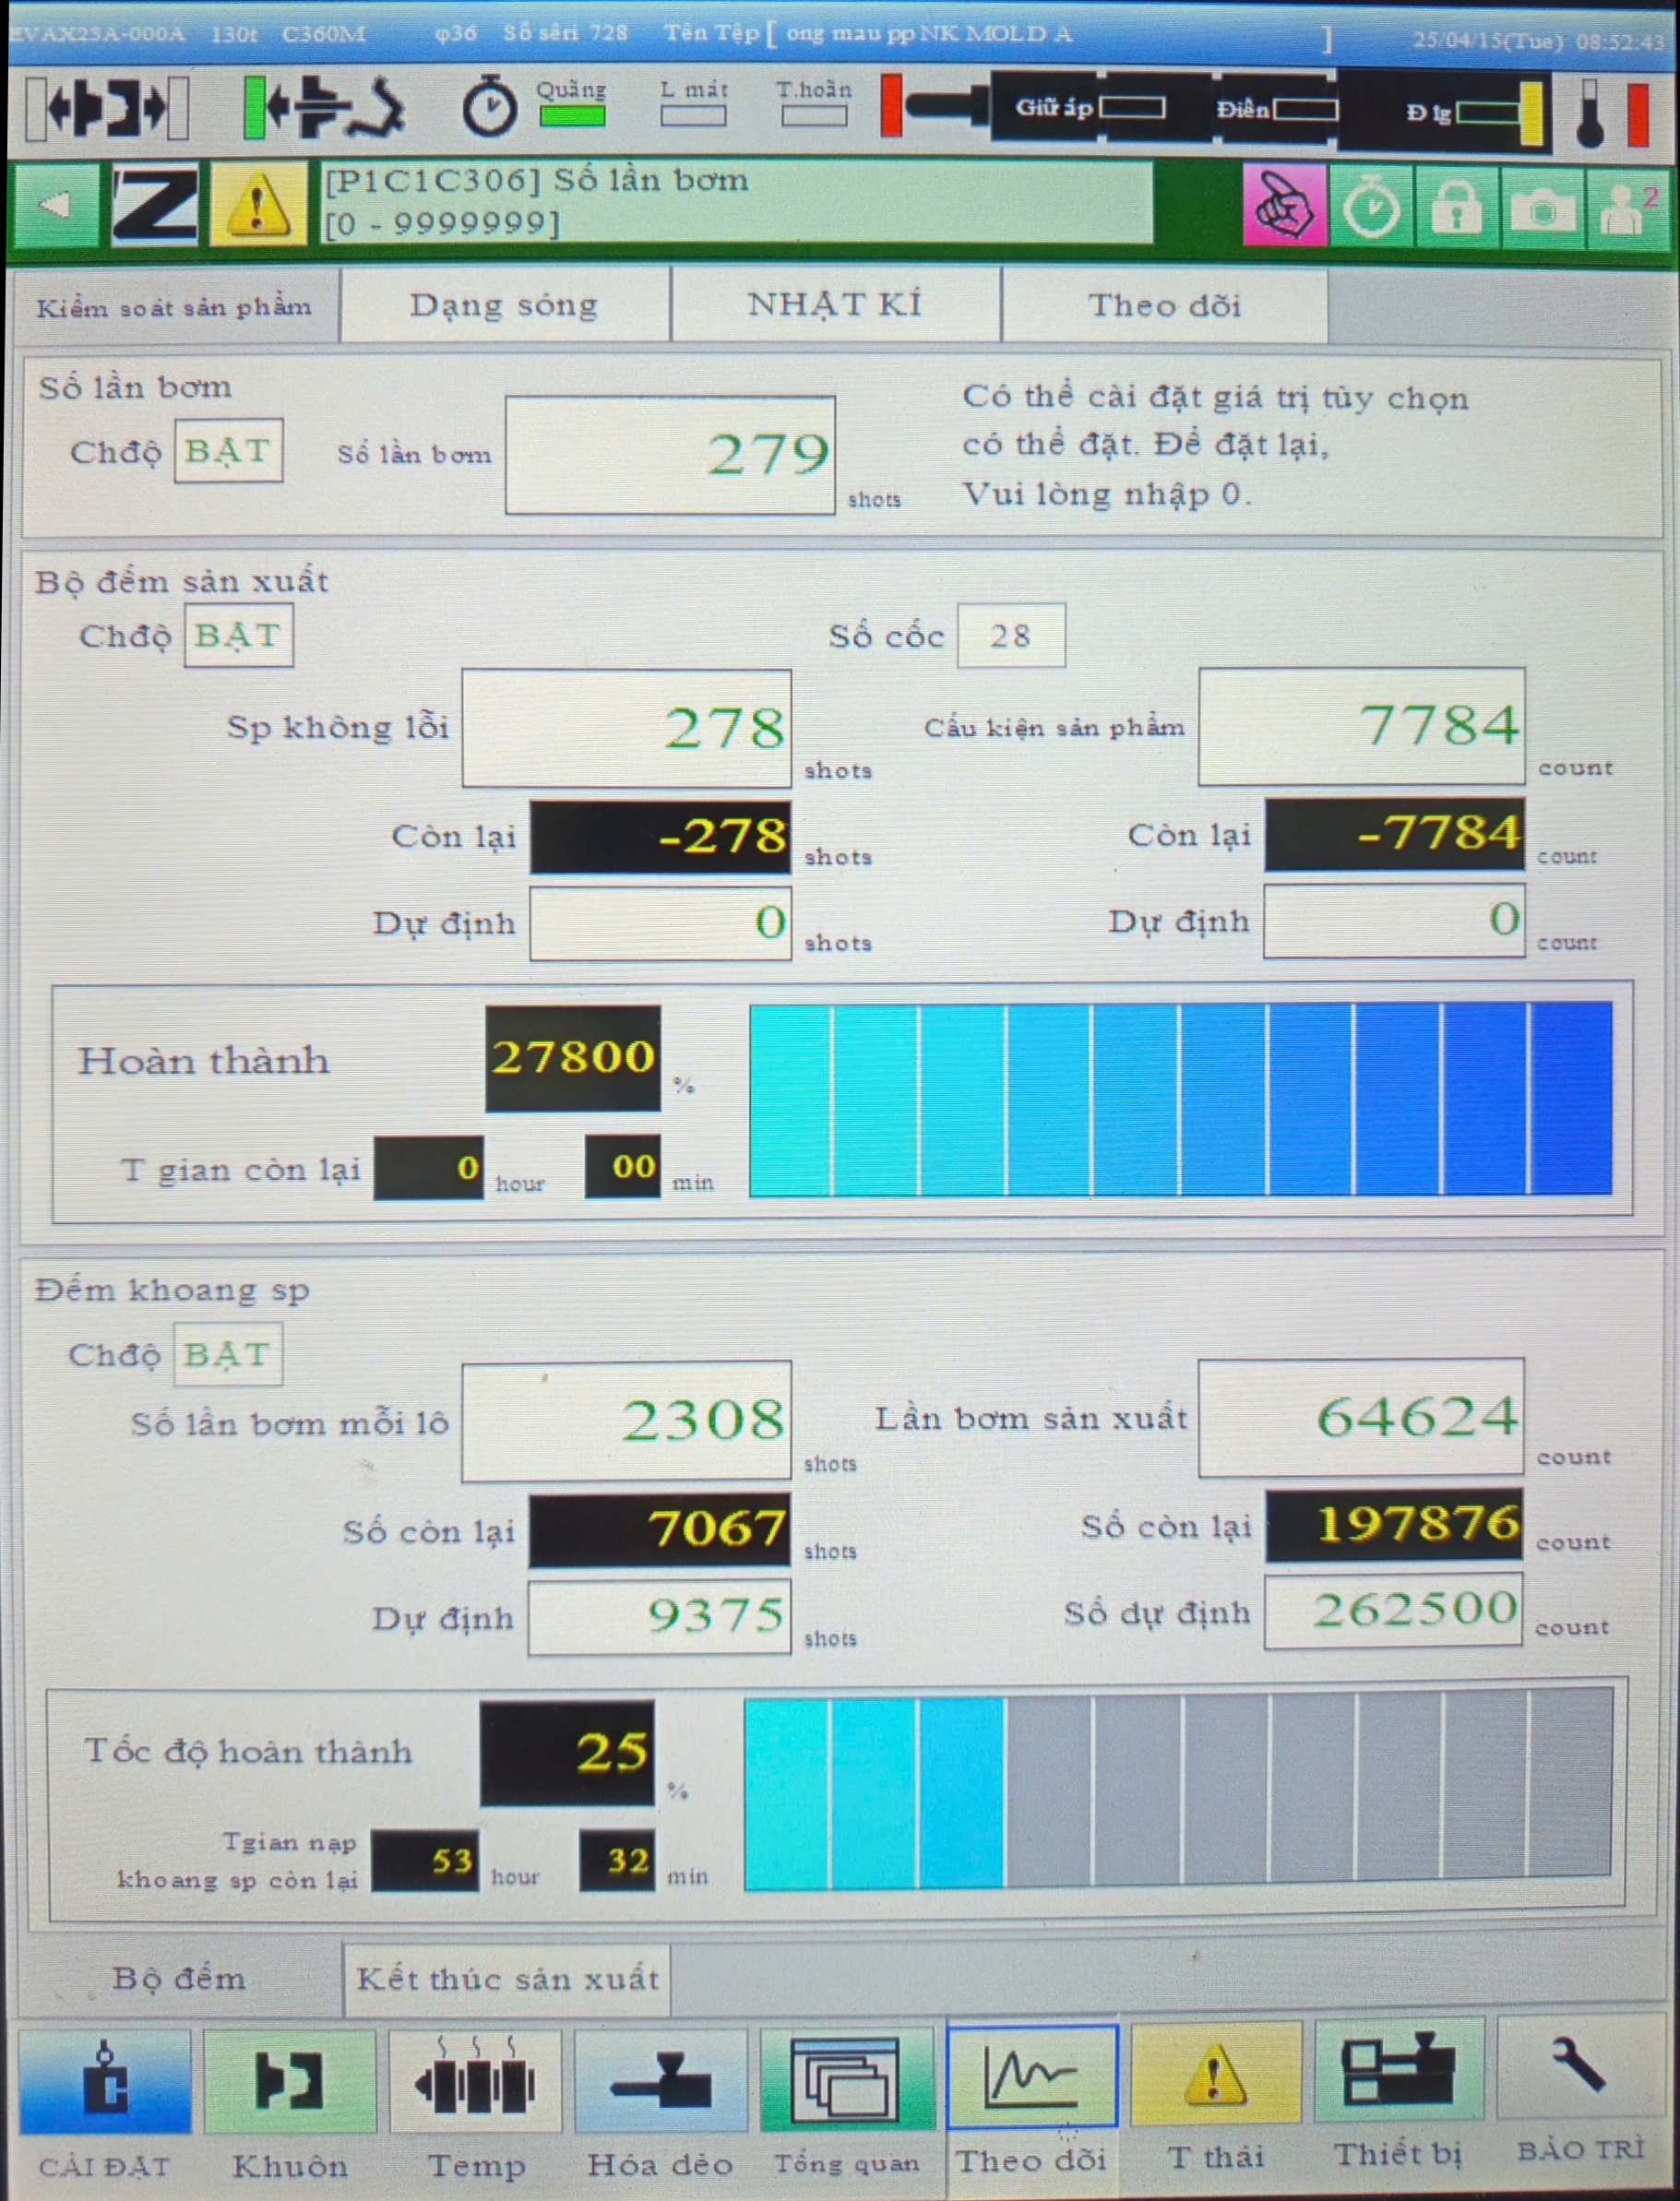 EVAX25A-000A 130t C360M φ36 Số sêri 728 Tên Tệp [ ong mau pp NK MOLD A ] 25/04/15(Tue) 08:52:43
Quãng L mát T.hoãn Giữ áp Điền Đ lg
[P1C1C306] Số lần bơm
[0 - 9999999]
2
Kiểm soát sản phẩm Dạng sóng NHẬT KÍ Theo dõi
Số lần bơm
Chđộ BẬT Số lần bơm 279 shots
Có thể cài đặt giá trị tùy chọn
có thể đặt. Để đặt lại,
Vui lòng nhập 0.
Bộ đếm sản xuất
Chđộ BẬT Số cốc 28
Sp không lỗi 278 shots Cấu kiện sản phẩm 7784 count
Còn lại -278 shots Còn lại -7784 count
Dự định 0 shots Dự định 0 count
Hoàn thành 27800 %
T gian còn lại 0 hour 00 min
Đếm khoang sp
Chđộ BẬT
Số lần bơm mỗi lô 2308 shots Lần bơm sản xuất 64624 count
Số còn lại 7067 shots Số còn lại 197876 count
Dự định 9375 shots Số dự định 262500 count
Tốc độ hoàn thành 25 %
Tgian nạp
khoang sp còn lại 53 hour 32 min
Bộ đếm Kết thúc sản xuất
CÀI ĐẶT Khuôn Temp Hóa dẻo Tổng quan Theo dõi T thái Thiết bị BẢO TRÌ